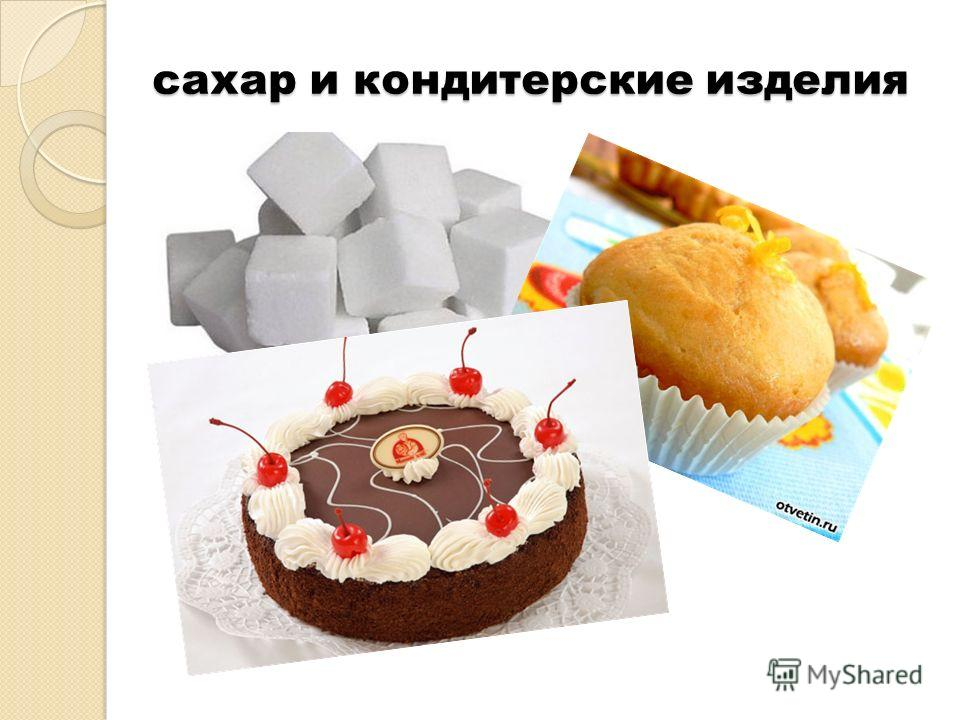 сахар и кондитерские изделия
otvetin.ru
MyShared